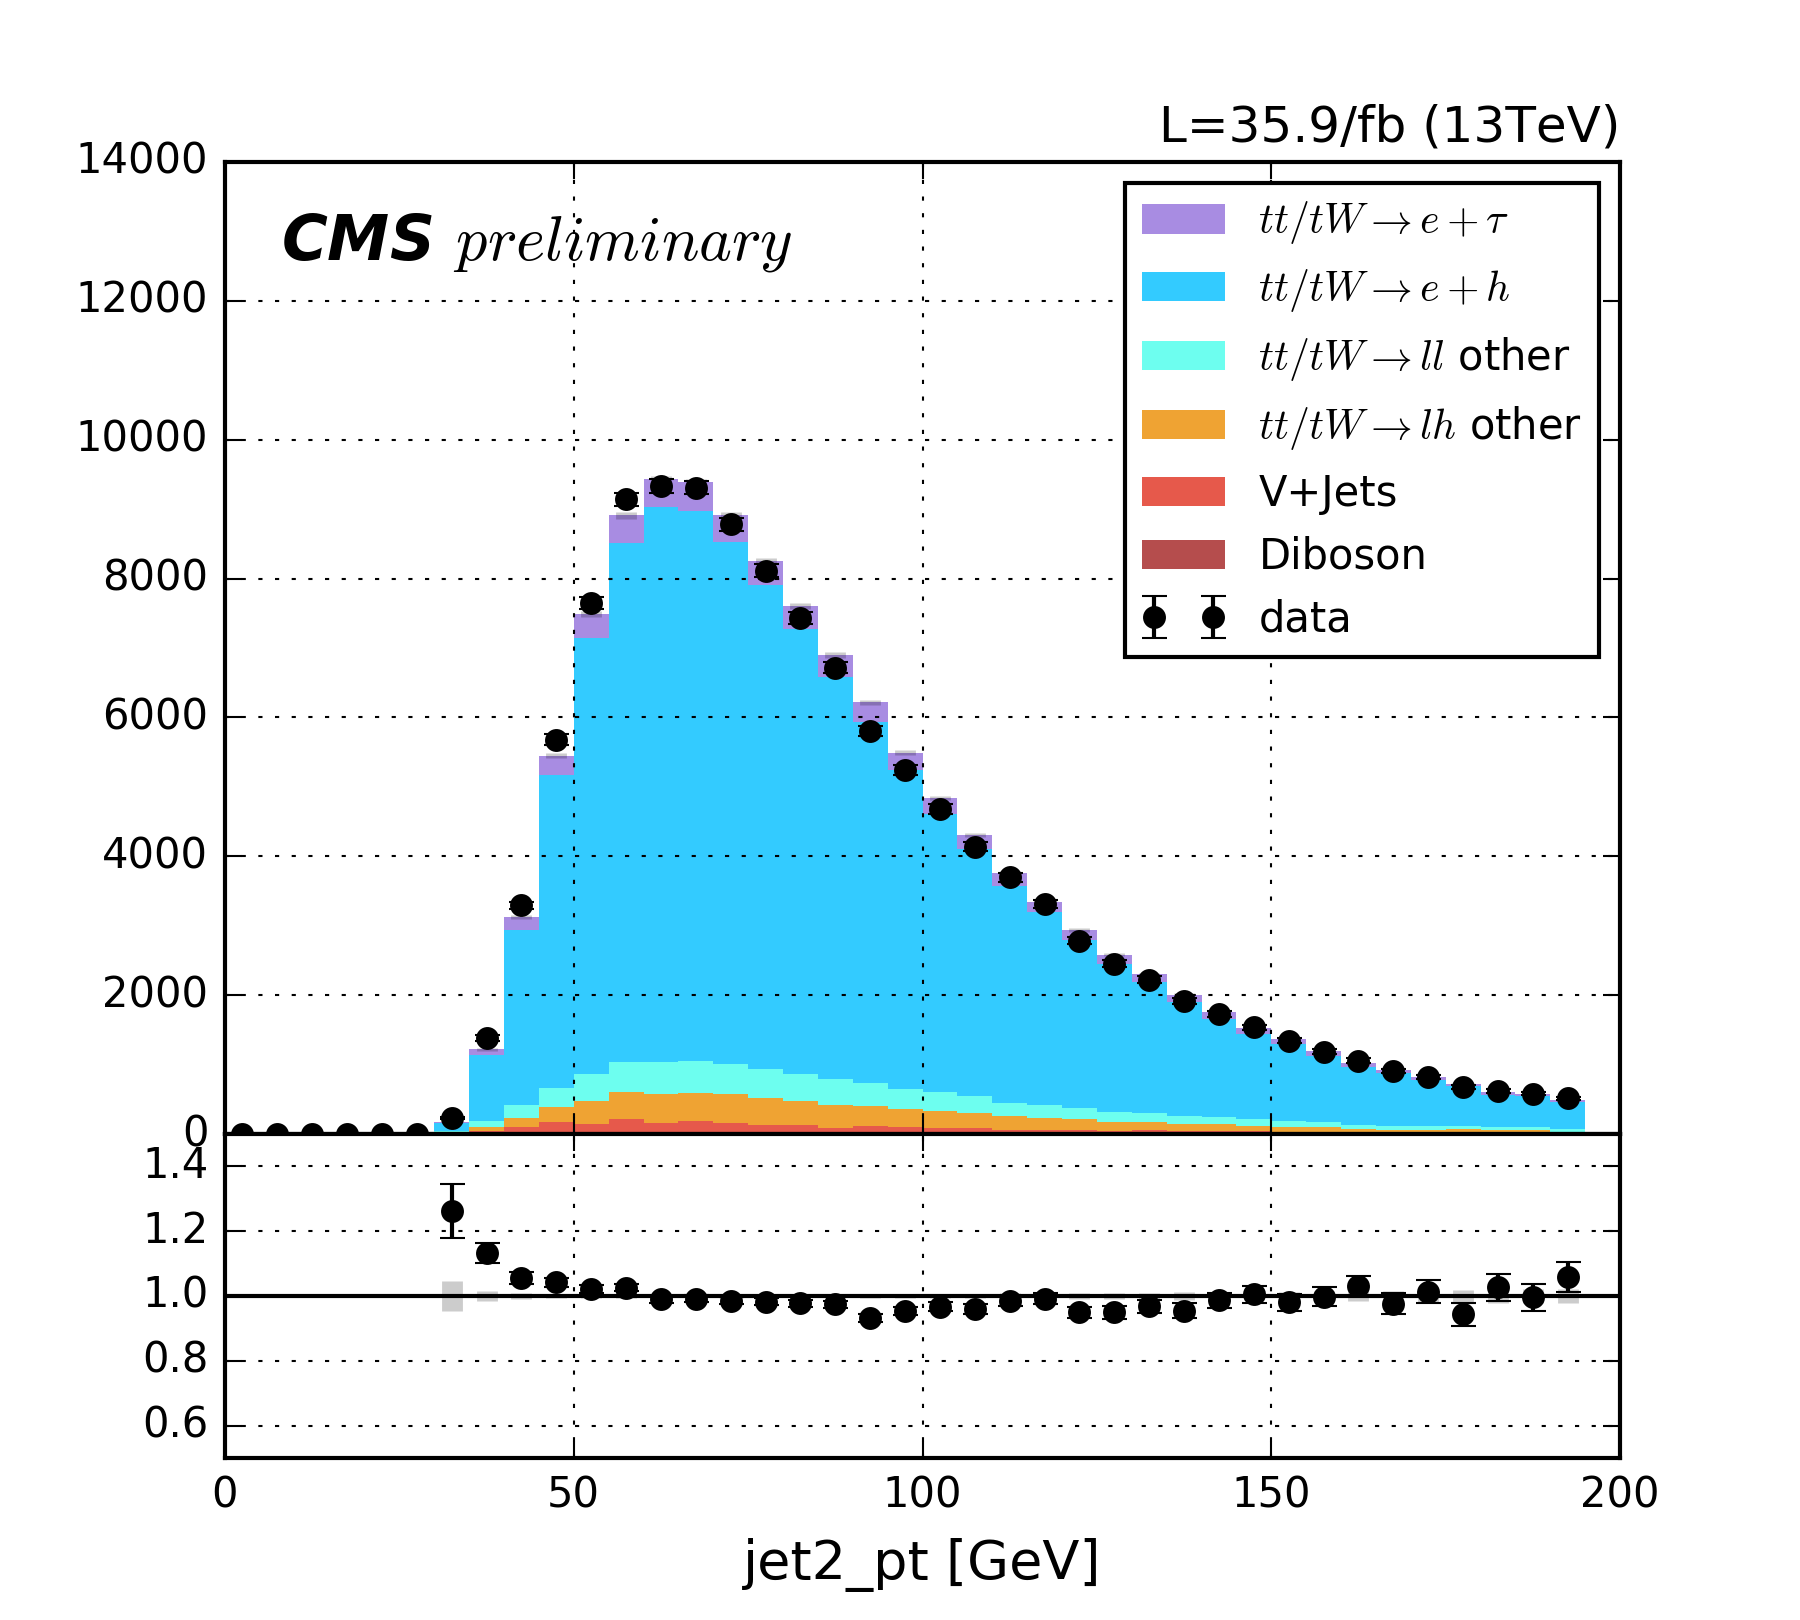 L=35.9/fb (13TeV)
CMS preliminary
14000
12000
10000
8000
6000
4000
2000
0
tt/tW→e+τ
tt/tW→e+h
tt/tW→ll other
tt/tW→lh other
V+Jets
Diboson
data
1.4
1.2
1.0
0.8
0.6
0 50 100 150 200
jet2_pt [GeV]